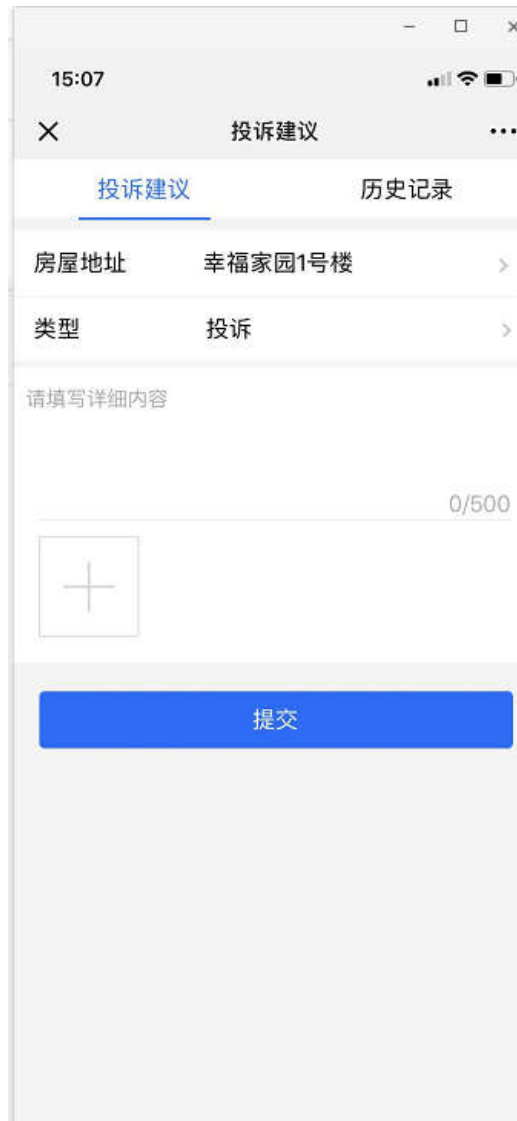 15:07
投诉建议
投诉建议 历史记录
房屋地址 幸福家园1号楼
类型 投诉
请填写详细内容
0/500
提交